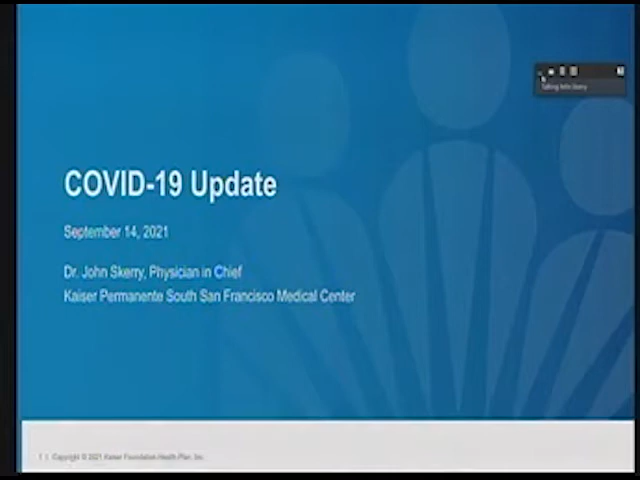 COVID-19 Update
September 14, 2021
Dr. John Skerry, Physician in Chief
Kaiser Permanente South San Francisco Medical Center
1 | Copyright © 2021 Kaiser Foundation Health Plan, Inc.